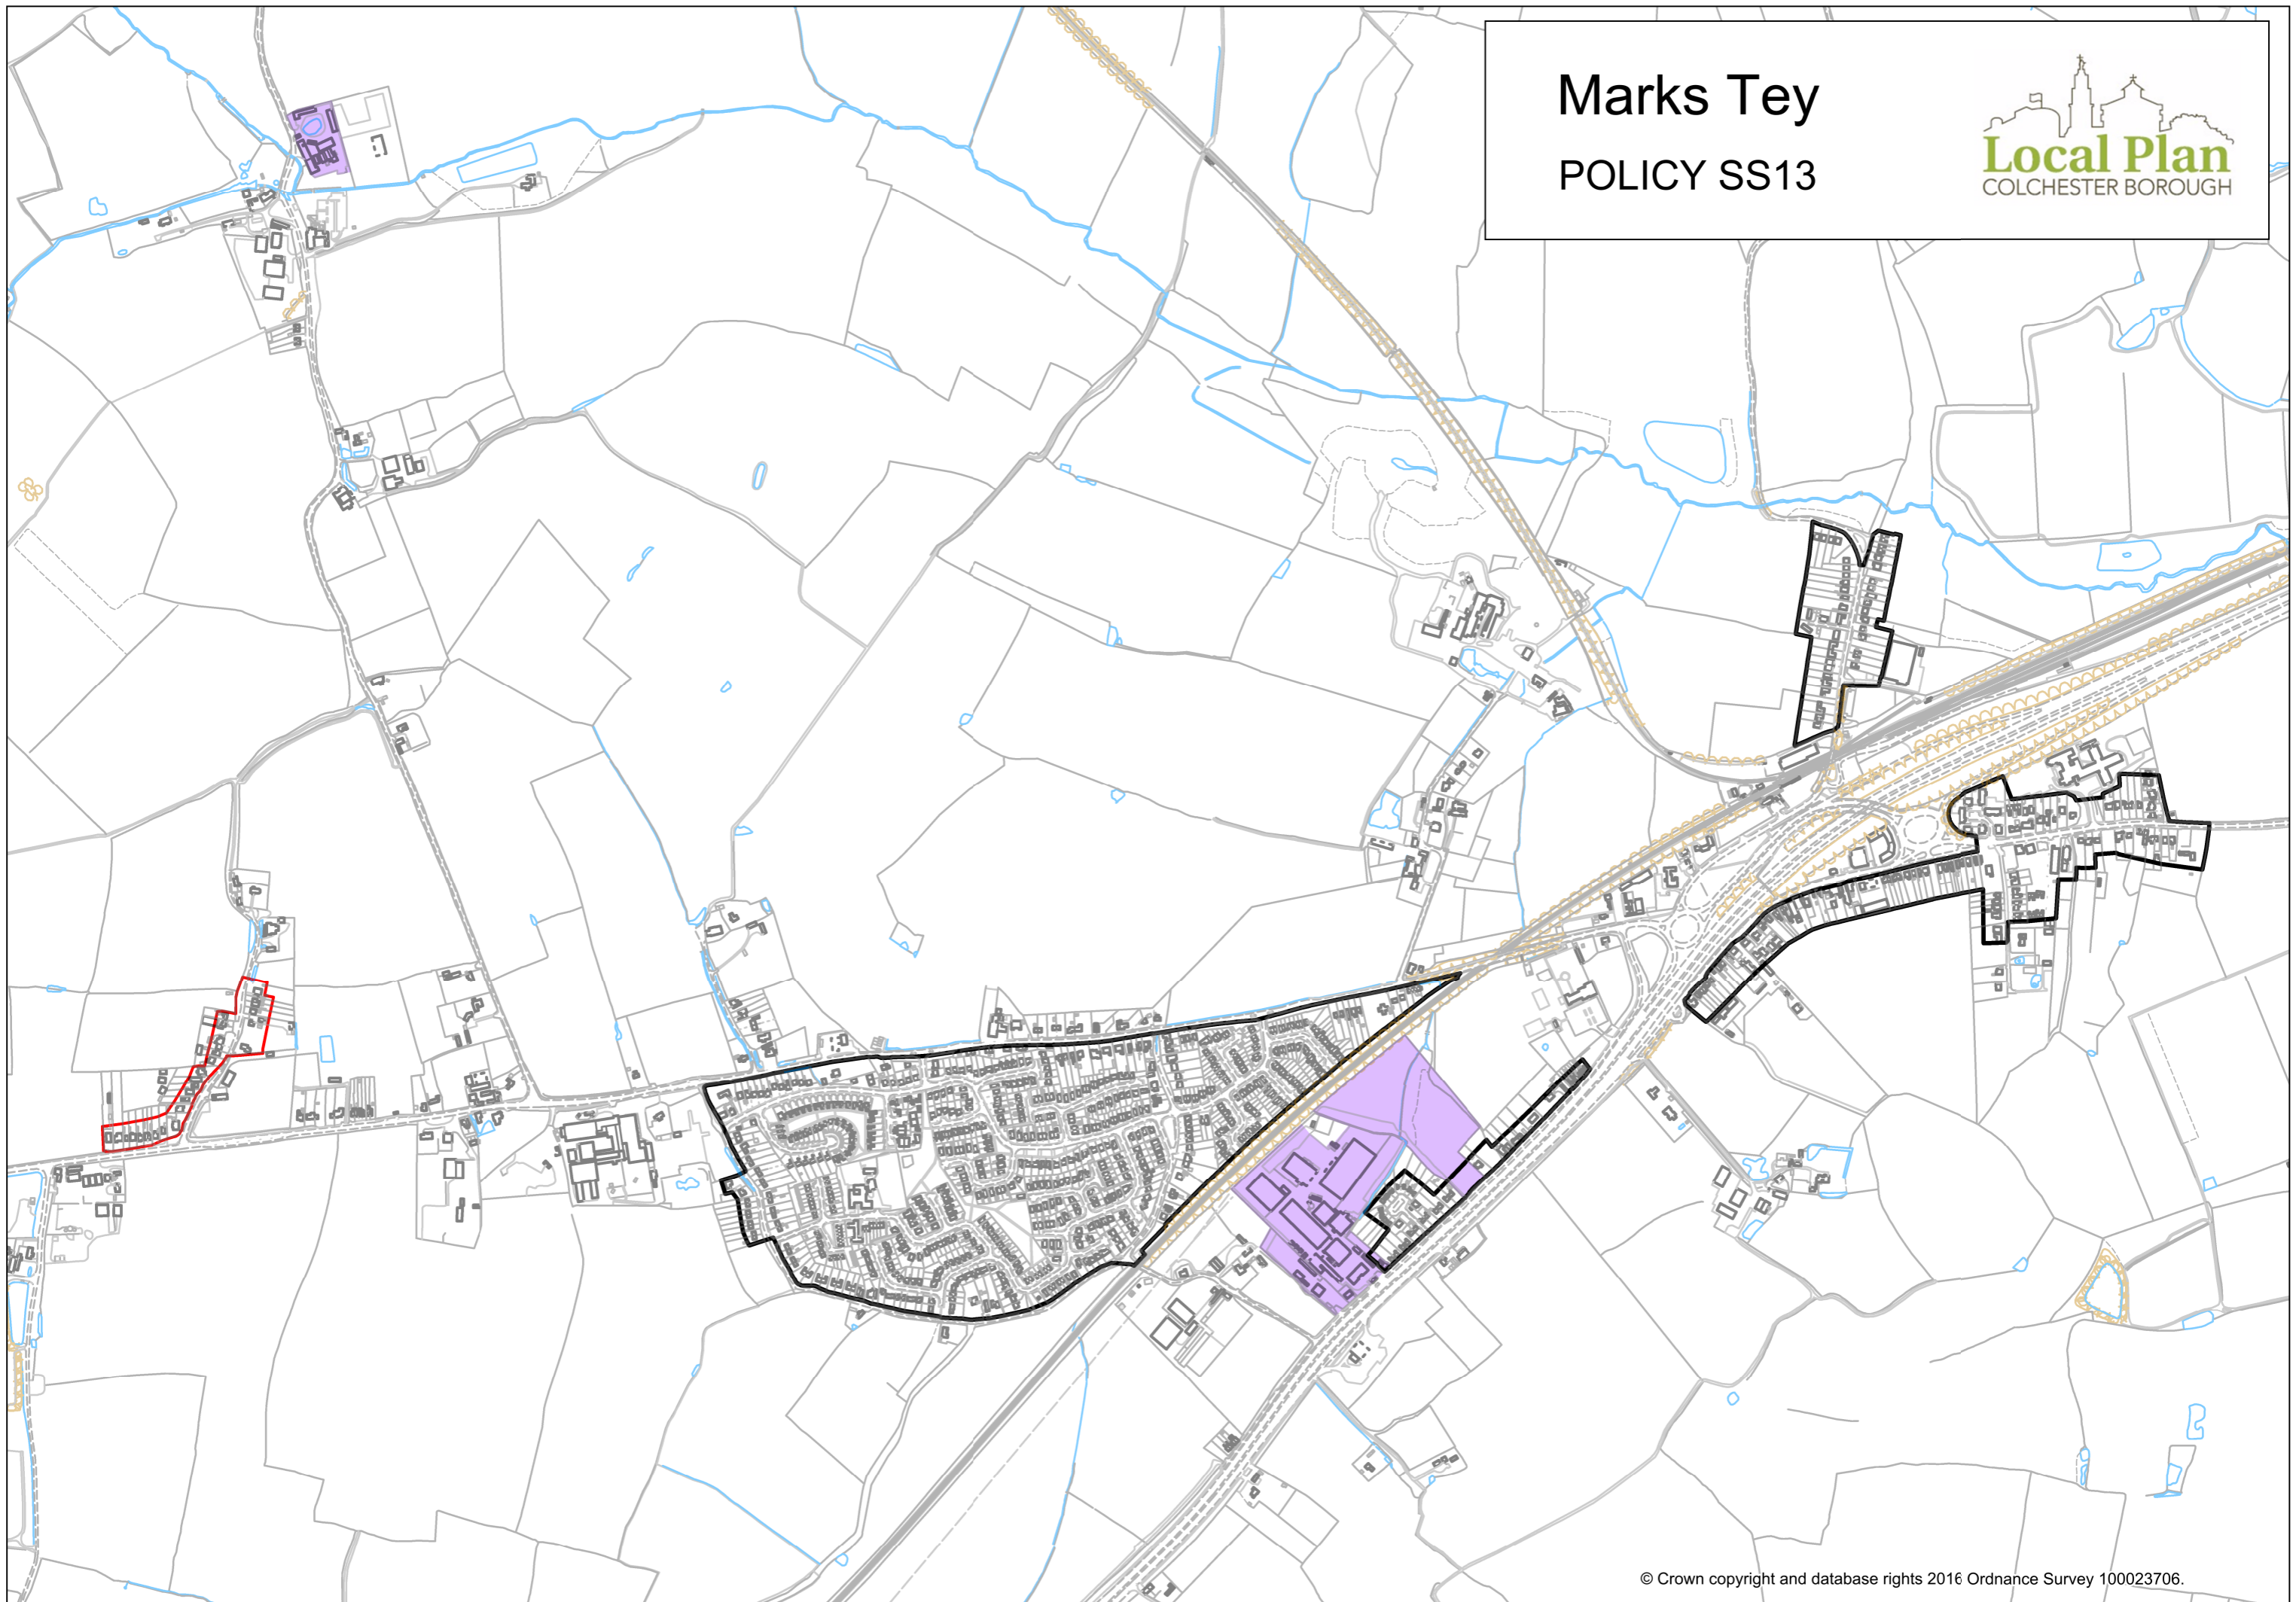 Marks Tey
POLICY SS13
Local Plan
COLCHESTER BOROUGH
© Crown copyright and database rights 2016 Ordnance Survey 100023706.